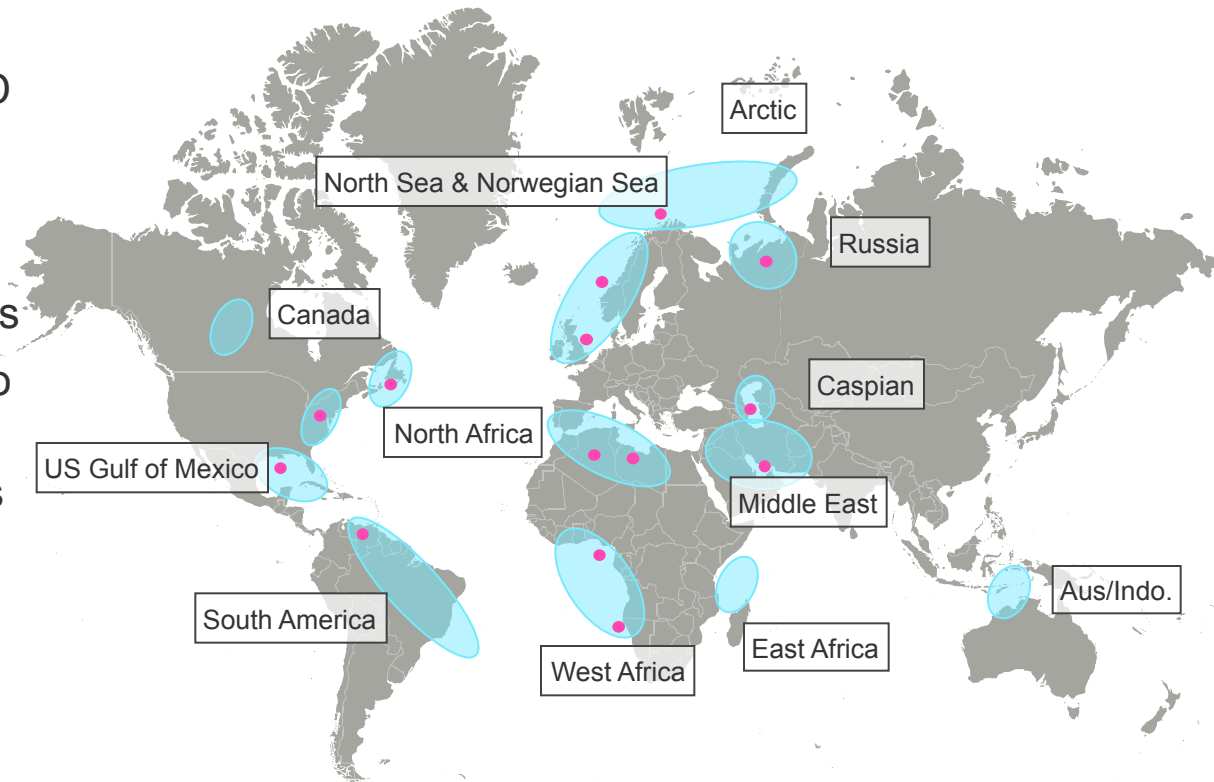 Arctic
North Sea & Norwegian Sea
Russia
Canada
Caspian
North Africa
US Gulf of Mexico
Middle East
Aus/Indo.
South America
East Africa
West Africa